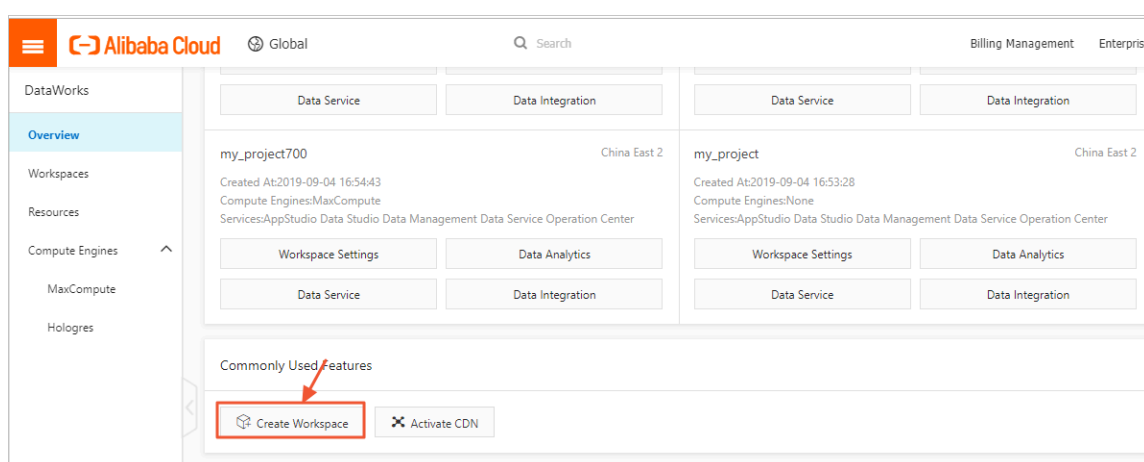 Alibaba Cloud Global Search Billing Management Enterpris
DataWorks
Overview
Workspaces
Resources
Compute Engines
MaxCompute
Hologres
Data Service Data Integration Data Service Data Integration
my_project700 China East 2
Created At:2019-09-04 16:54:43
Compute Engines:MaxCompute
Services:AppStudio Data Studio Data Management Data Service Operation Center
Workspace Settings Data Analytics
Data Service Data Integration
my_project China East 2
Created At:2019-09-04 16:53:28
Compute Engines:None
Services:AppStudio Data Studio Data Management Data Service Operation Center
Workspace Settings Data Analytics
Data Service Data Integration
Commonly Used Features
Create Workspace Activate CDN